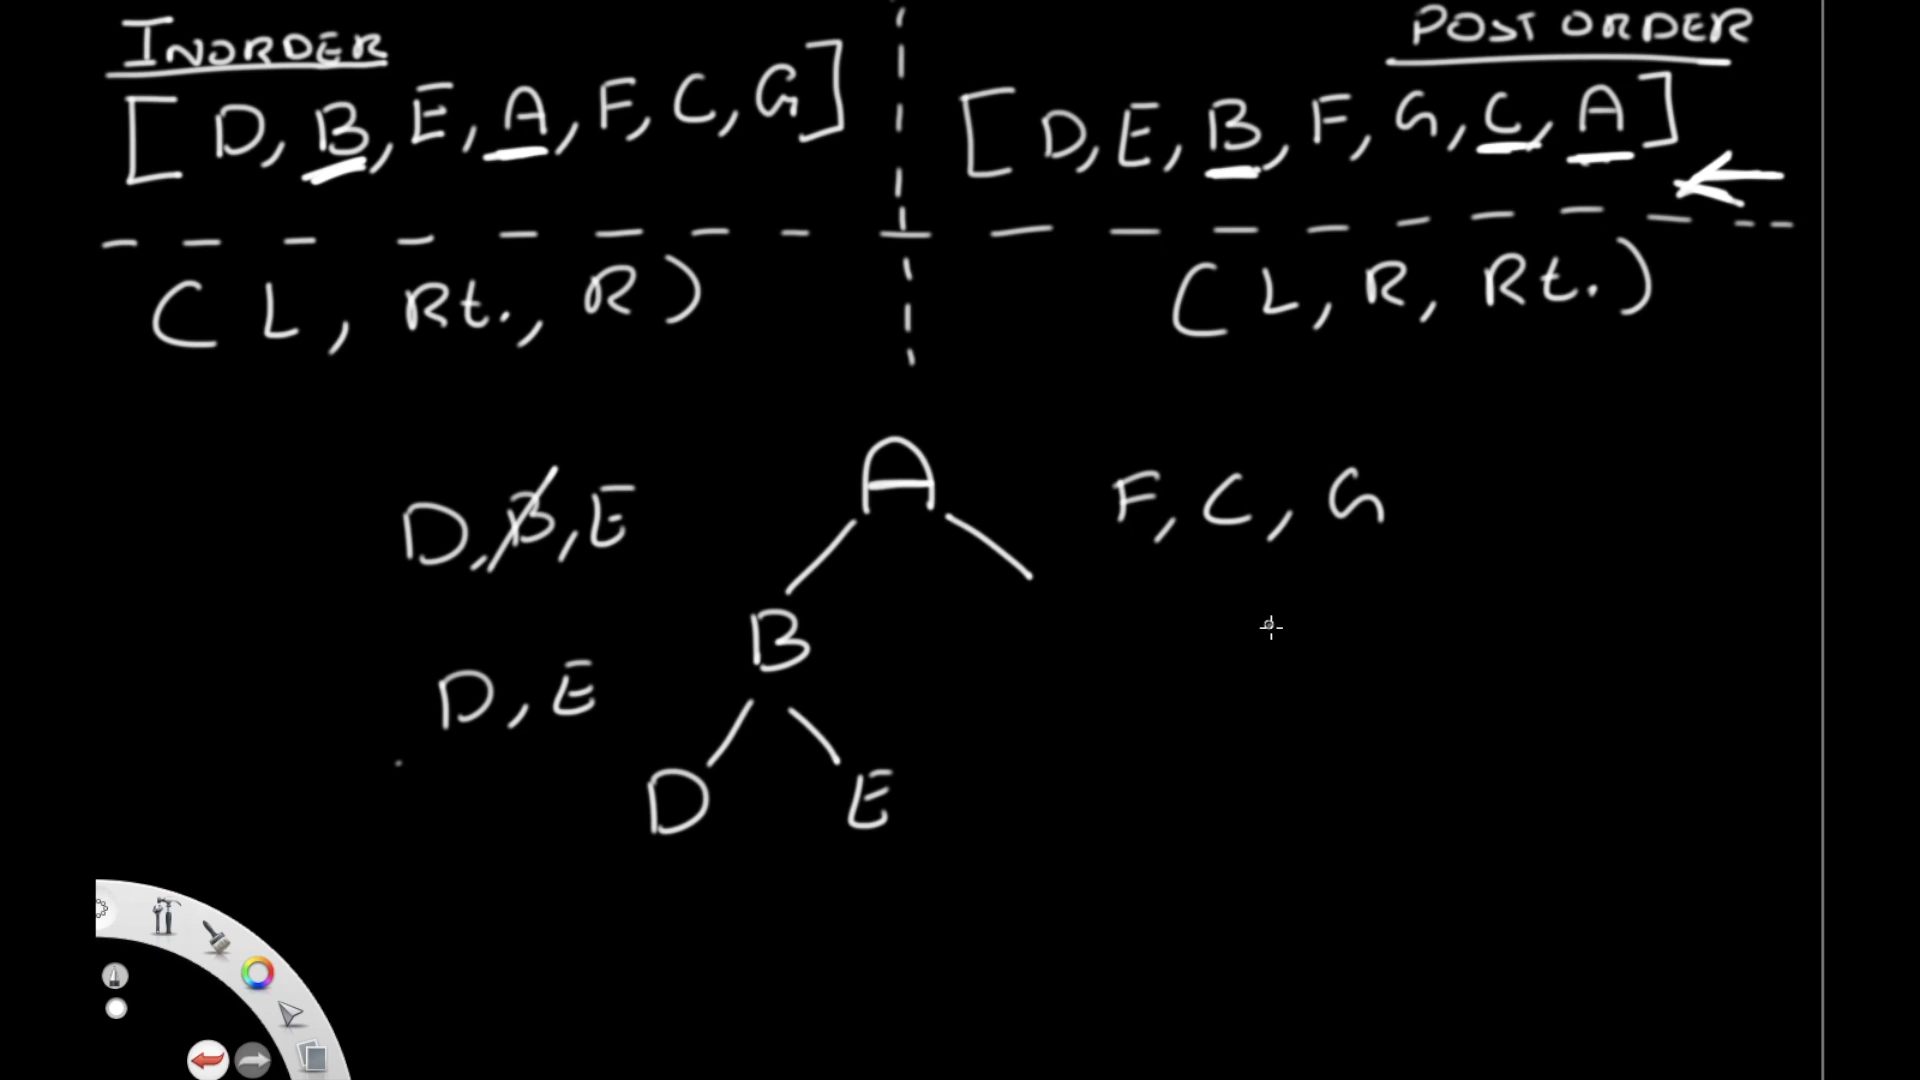 INORDER
POST ORDER
[ D, B, E, A, F, C, G ]
[ D, E, B, F, G, C, A ]
( L, Rt., R )
( L, R, Rt. )
A
D, B, E
F, C, G
B
D, E
D
E